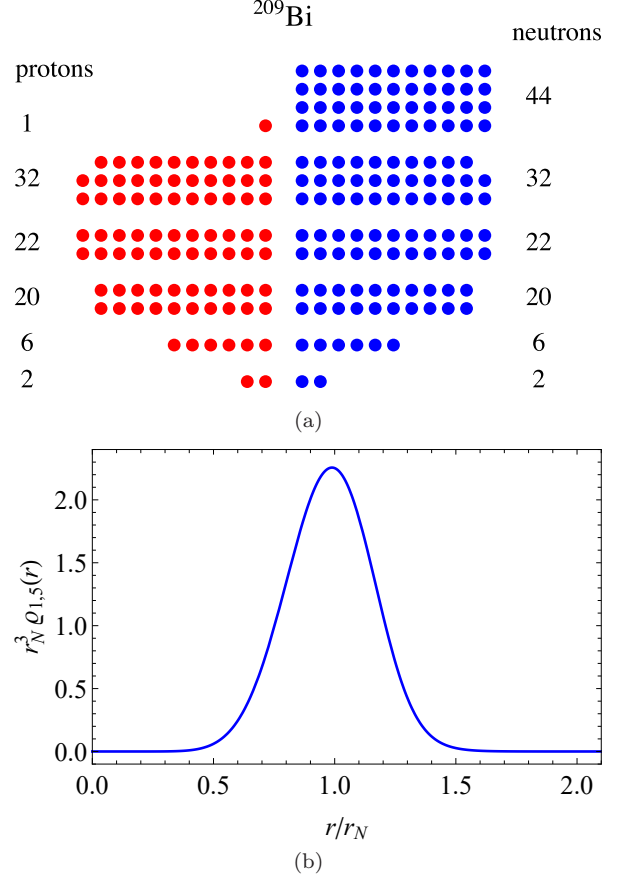 ²⁰⁹Bi
neutrons
protons
44
1
32 32
22 22
20 20
6 6
2 2
(a)
2.0
1.5
1.0
0.5
0.0
r_N^3 ϱ_{1,5}(r)
0.0 0.5 1.0 1.5 2.0
r/r_N
(b)